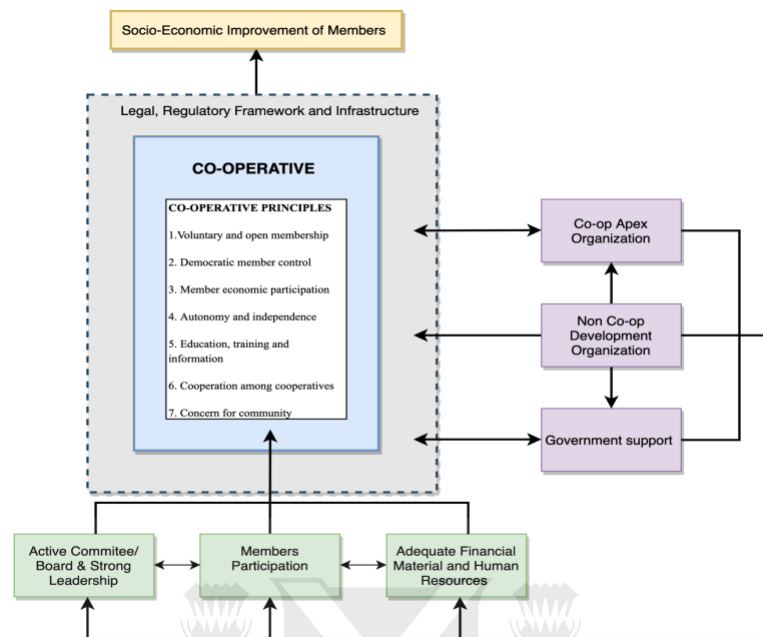 Socio-Economic Improvement of Members
Legal, Regulatory Framework and Infrastructure
CO-OPERATIVE
CO-OPERATIVE PRINCIPLES
1.Voluntary and open membership
2. Democratic member control
3. Member economic participation
4. Autonomy and independence
5. Education, training and
information
6. Cooperation among cooperatives
7. Concern for community
Co-op Apex
Organization
Non Co-op
Development
Organization
Government support
Active Commitee/
Board & Strong
Leadership
Members
Participation
Adequate Financial
Material and Human
Resources